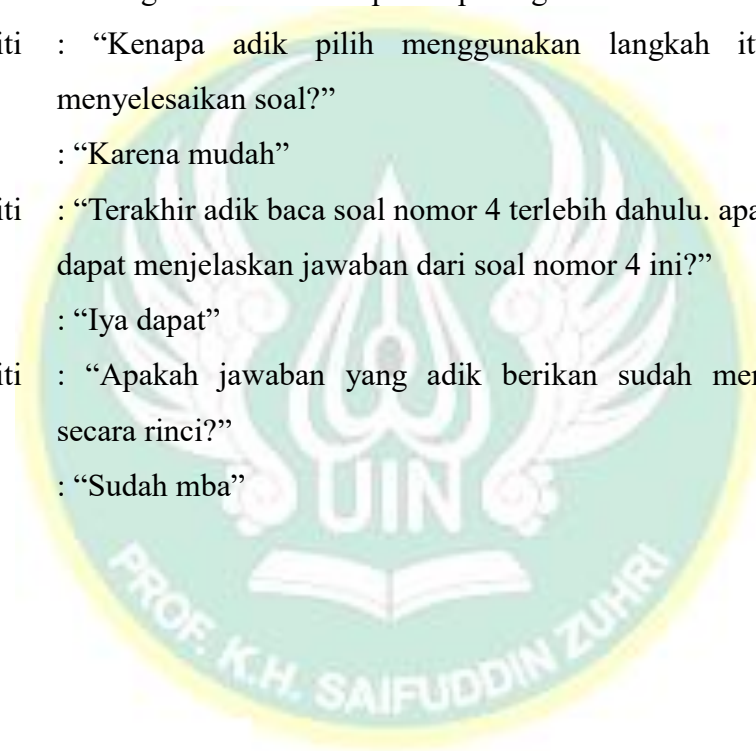 iti : “Kenapa adik pilih menggunakan langkah it
menyelesaikan soal?”
: “Karena mudah”
iti : “Terakhir adik baca soal nomor 4 terlebih dahulu. apa
dapat menjelaskan jawaban dari soal nomor 4 ini?”
: “Iya dapat”
iti : “Apakah jawaban yang adik berikan sudah mer
secara rinci?”
: “Sudah mba”
UIN
PROF. K.H. SAIFUDDIN ZUHRI